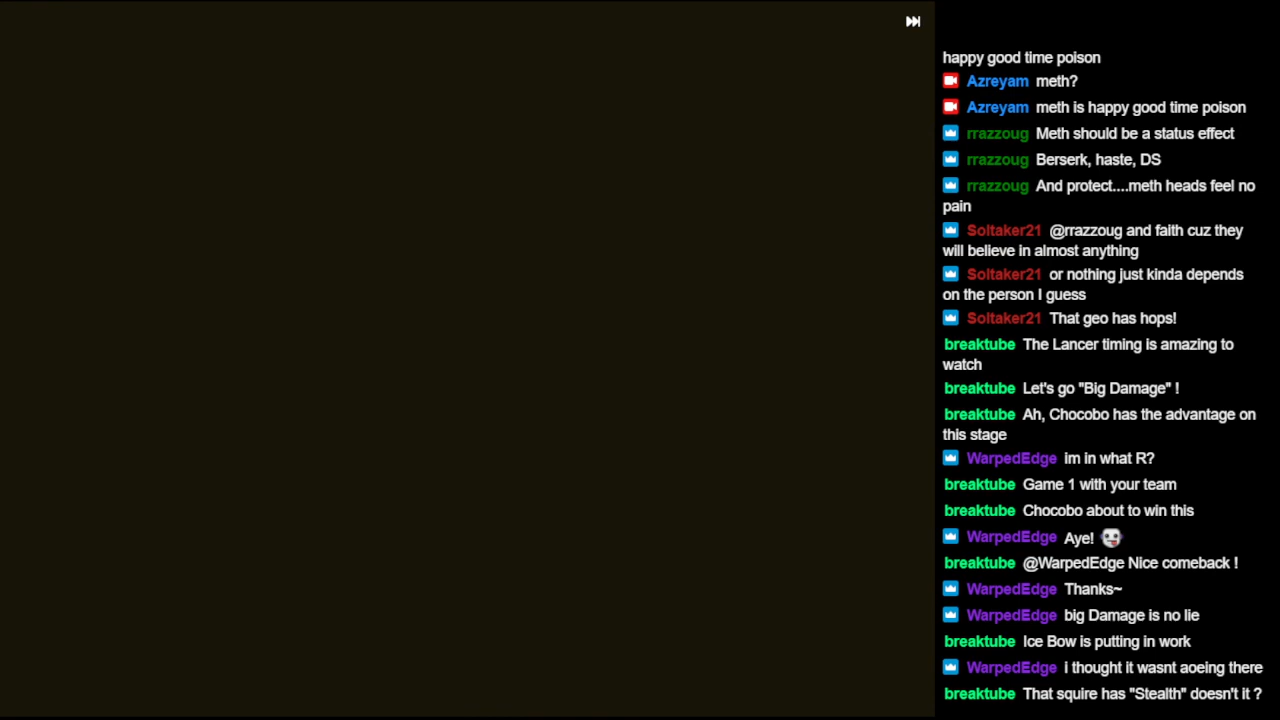 happy good time poison
Azreyam meth?
Azreyam meth is happy good time poison
rrazzoug Meth should be a status effect
rrazzoug Berserk, haste, DS
rrazzoug And protect....meth heads feel no
pain
Soltaker21 @rrazzoug and faith cuz they
will believe in almost anything
Soltaker21 or nothing just kinda depends
on the person I guess
Soltaker21 That geo has hops!
breaktube The Lancer timing is amazing to
watch
breaktube Let's go "Big Damage" !
breaktube Ah, Chocobo has the advantage on
this stage
WarpedEdge im in what R?
breaktube Game 1 with your team
breaktube Chocobo about to win this
WarpedEdge Aye!
breaktube @WarpedEdge Nice comeback !
WarpedEdge Thanks~
WarpedEdge big Damage is no lie
breaktube Ice Bow is putting in work
WarpedEdge i thought it wasnt aoeing there
breaktube That squire has "Stealth" doesn't it ?